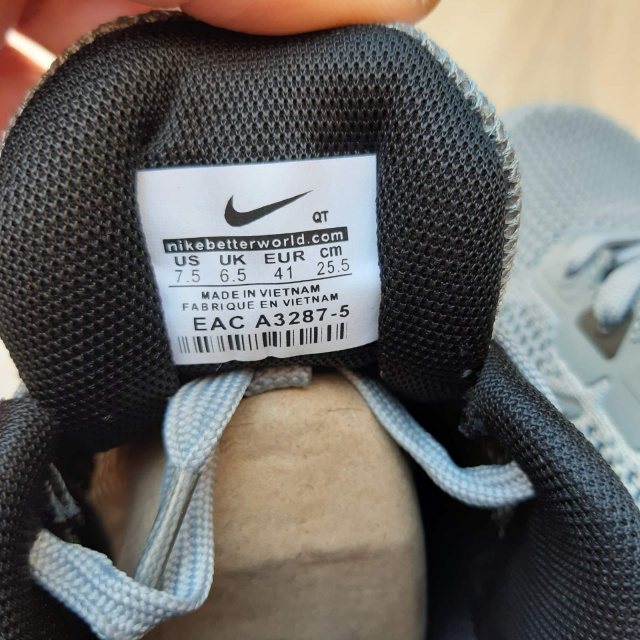 QT
nikebetterworld.com
US UK EUR cm
7.5 6.5 41 25.5
MADE IN VIETNAM
FABRIQUE EN VIETNAM
EAC A3287-5